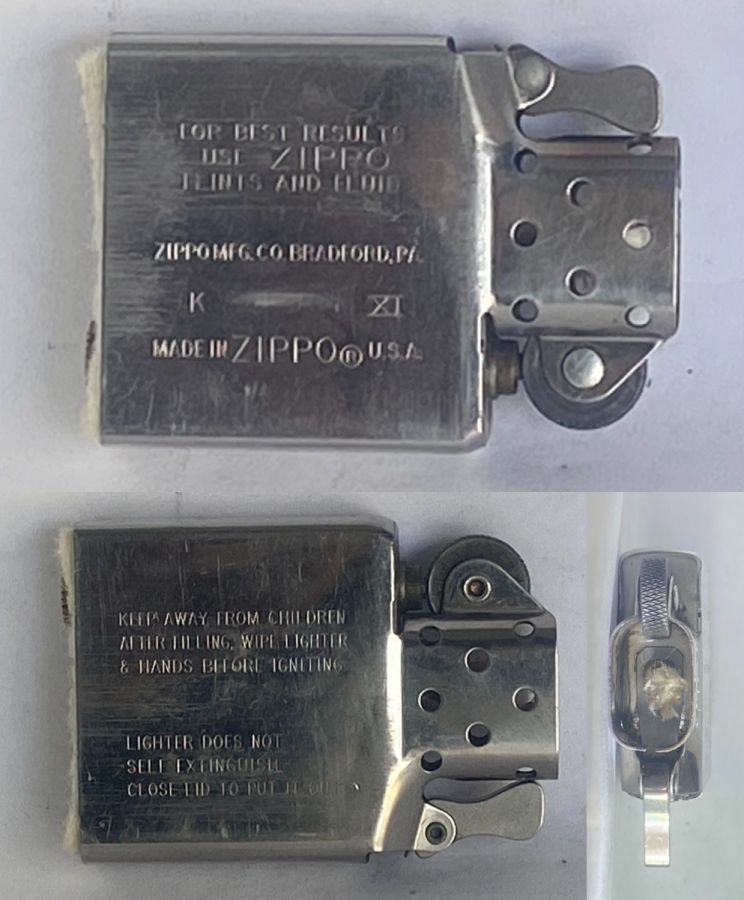 FOR BEST RESULTS
USE ZIPPO
FLINTS AND FLUID
ZIPPO MFG. CO. BRADFORD, PA.
K XI
MADE IN ZIPPO® U.S.A.
KEEP AWAY FROM CHILDREN
AFTER FILLING, WIPE LIGHTER
& HANDS BEFORE IGNITING
LIGHTER DOES NOT
SELF EXTINGUISH
CLOSE LID TO PUT IT OUT